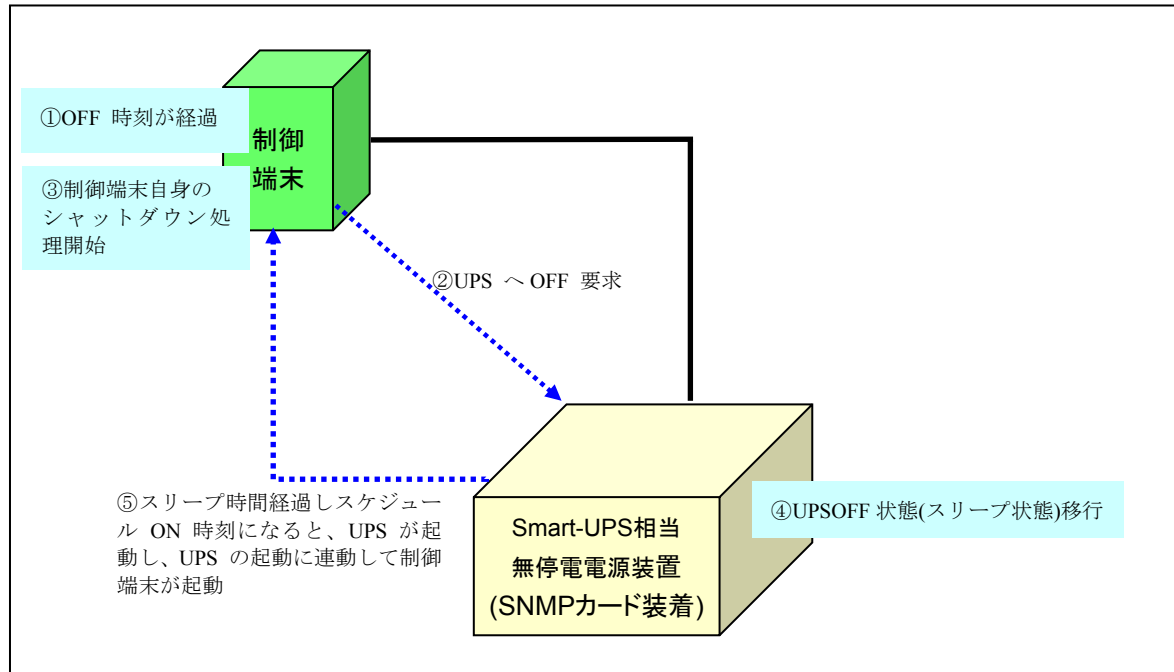 ①OFF 時刻が経過
制御
端末
③制御端末自身の
シャットダウン処
理開始
②UPS へ OFF 要求
⑤スリープ時間経過しスケジュー
ル ON 時刻になると、UPS が起
動し、UPS の起動に連動して制御
端末が起動
④UPSOFF 状態(スリープ状態)移行
Smart-UPS相当
無停電電源装置
(SNMPカード装着)